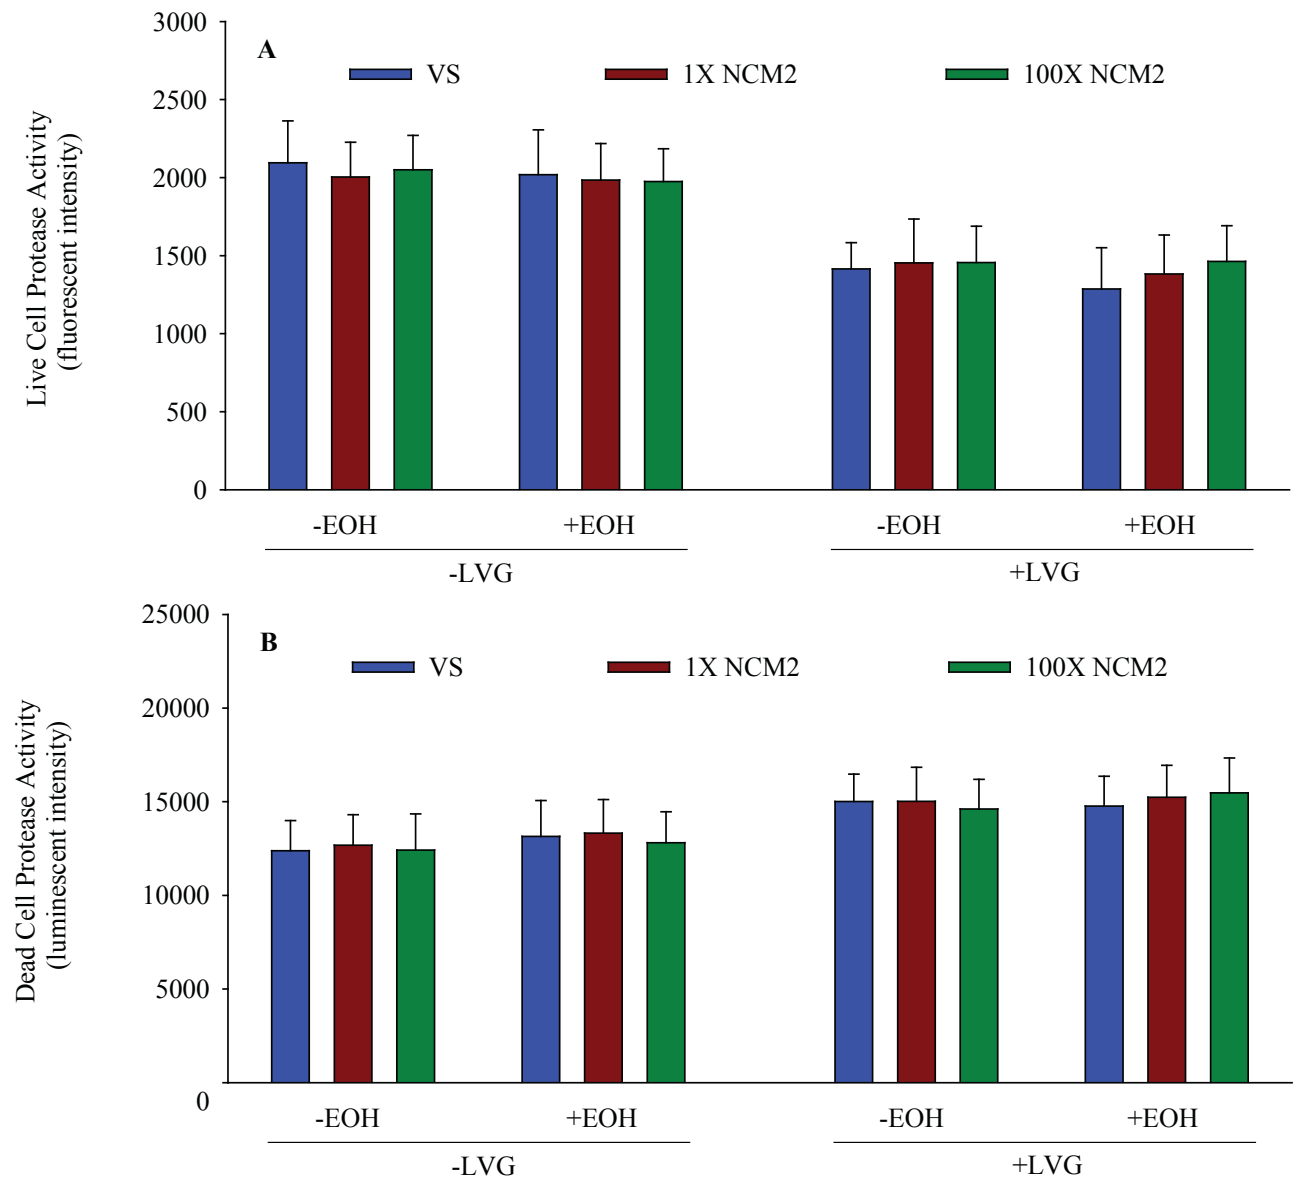 3000
A
VS 1X NCM2 100X NCM2
2500
2000
1500
1000
500
0
Live Cell Protease Activity
(fluorescent intensity)
-EOH +EOH -EOH +EOH
-LVG +LVG
25000
B
VS 1X NCM2 100X NCM2
20000
15000
10000
5000
0
Dead Cell Protease Activity
(luminescent intensity)
-EOH +EOH -EOH +EOH
-LVG +LVG